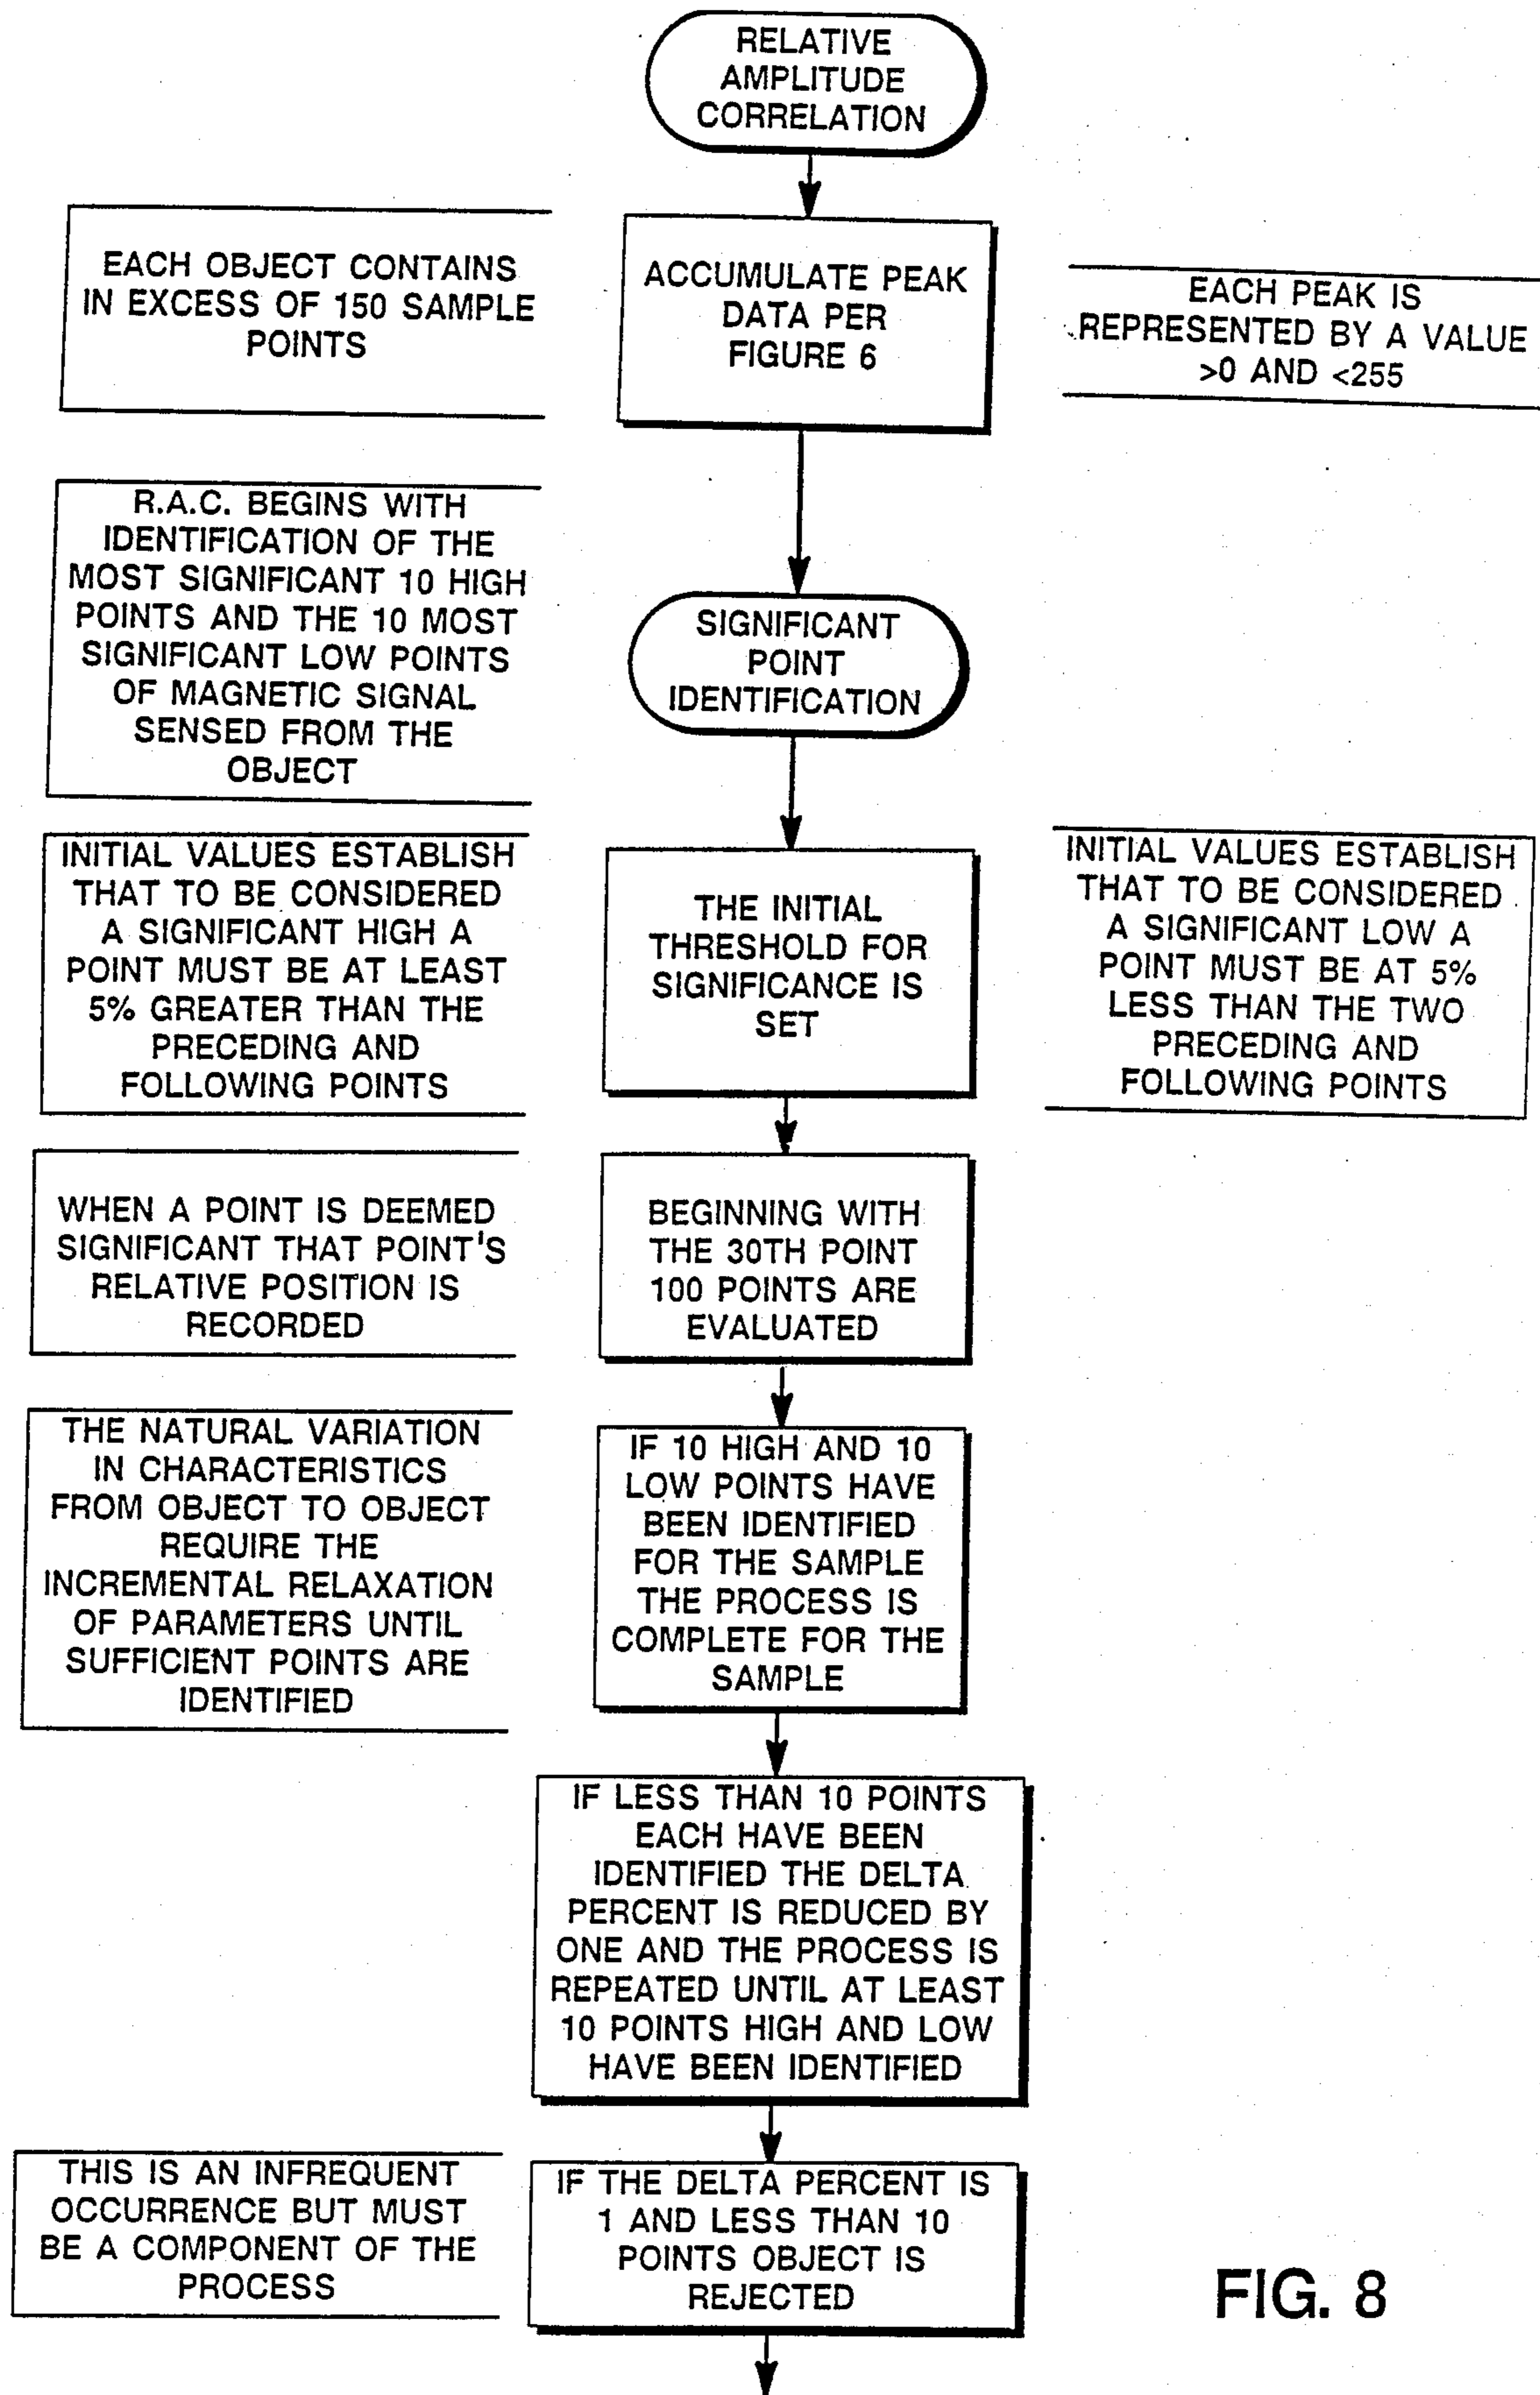 RELATIVE
AMPLITUDE
CORRELATION
EACH OBJECT CONTAINS
IN EXCESS OF 150 SAMPLE
POINTS
ACCUMULATE PEAK
DATA PER
FIGURE 6
EACH PEAK IS
REPRESENTED BY A VALUE
>0 AND <255
R.A.C. BEGINS WITH
IDENTIFICATION OF THE
MOST SIGNIFICANT 10 HIGH
POINTS AND THE 10 MOST
SIGNIFICANT LOW POINTS
OF MAGNETIC SIGNAL
SENSED FROM THE
OBJECT
SIGNIFICANT
POINT
IDENTIFICATION
INITIAL VALUES ESTABLISH
THAT TO BE CONSIDERED
A SIGNIFICANT HIGH A
POINT MUST BE AT LEAST
5% GREATER THAN THE
PRECEDING AND
FOLLOWING POINTS
THE INITIAL
THRESHOLD FOR
SIGNIFICANCE IS
SET
INITIAL VALUES ESTABLISH
THAT TO BE CONSIDERED
A SIGNIFICANT LOW A
POINT MUST BE AT 5%
LESS THAN THE TWO
PRECEDING AND
FOLLOWING POINTS
WHEN A POINT IS DEEMED
SIGNIFICANT THAT POINT'S
RELATIVE POSITION IS
RECORDED
BEGINNING WITH
THE 30TH POINT
100 POINTS ARE
EVALUATED
THE NATURAL VARIATION
IN CHARACTERISTICS
FROM OBJECT TO OBJECT
REQUIRE THE
INCREMENTAL RELAXATION
OF PARAMETERS UNTIL
SUFFICIENT POINTS ARE
IDENTIFIED
IF 10 HIGH AND 10
LOW POINTS HAVE
BEEN IDENTIFIED
FOR THE SAMPLE
THE PROCESS IS
COMPLETE FOR THE
SAMPLE
IF LESS THAN 10 POINTS
EACH HAVE BEEN
IDENTIFIED THE DELTA
PERCENT IS REDUCED BY
ONE AND THE PROCESS IS
REPEATED UNTIL AT LEAST
10 POINTS HIGH AND LOW
HAVE BEEN IDENTIFIED
THIS IS AN INFREQUENT
OCCURRENCE BUT MUST
BE A COMPONENT OF THE
PROCESS
IF THE DELTA PERCENT IS
1 AND LESS THAN 10
POINTS OBJECT IS
REJECTED
FIG. 8